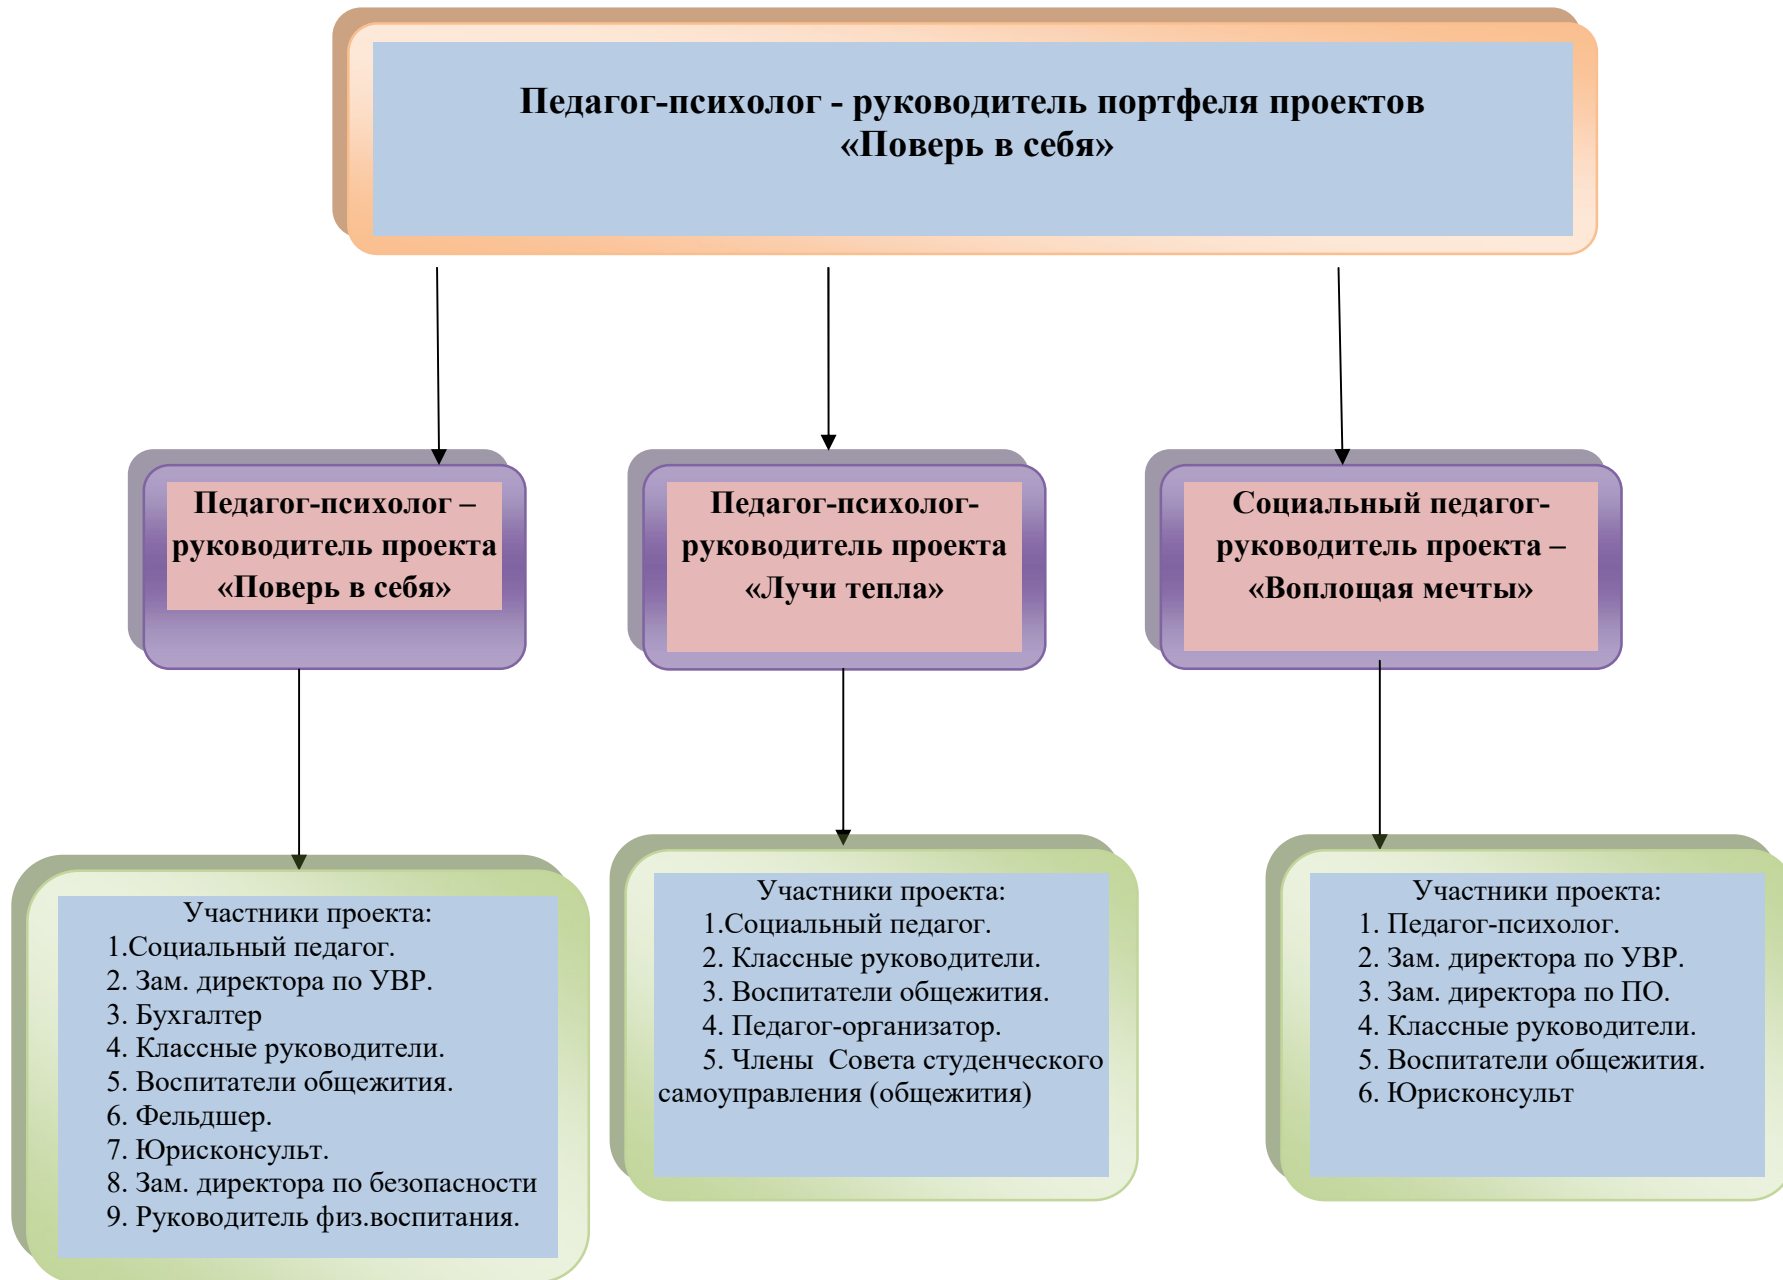 Педагог-психолог - руководитель портфеля проектов
«Поверь в себя»
Педагог-психолог –
руководитель проекта
«Поверь в себя»
Педагог-психолог-
руководитель проекта
«Лучи тепла»
Социальный педагог-
руководитель проекта –
«Воплощая мечты»
Участники проекта:
1.Социальный педагог.
2. Зам. директора по УВР.
3. Бухгалтер
4. Классные руководители.
5. Воспитатели общежития.
6. Фельдшер.
7. Юрисконсульт.
8. Зам. директора по безопасности
9. Руководитель физ.воспитания.
Участники проекта:
1.Социальный педагог.
2. Классные руководители.
3. Воспитатели общежития.
4. Педагог-организатор.
5. Члены  Совета студенческого
самоуправления (общежития)
Участники проекта:
1. Педагог-психолог.
2. Зам. директора по УВР.
3. Зам. директора по ПО.
4. Классные руководители.
5. Воспитатели общежития.
6. Юрисконсульт